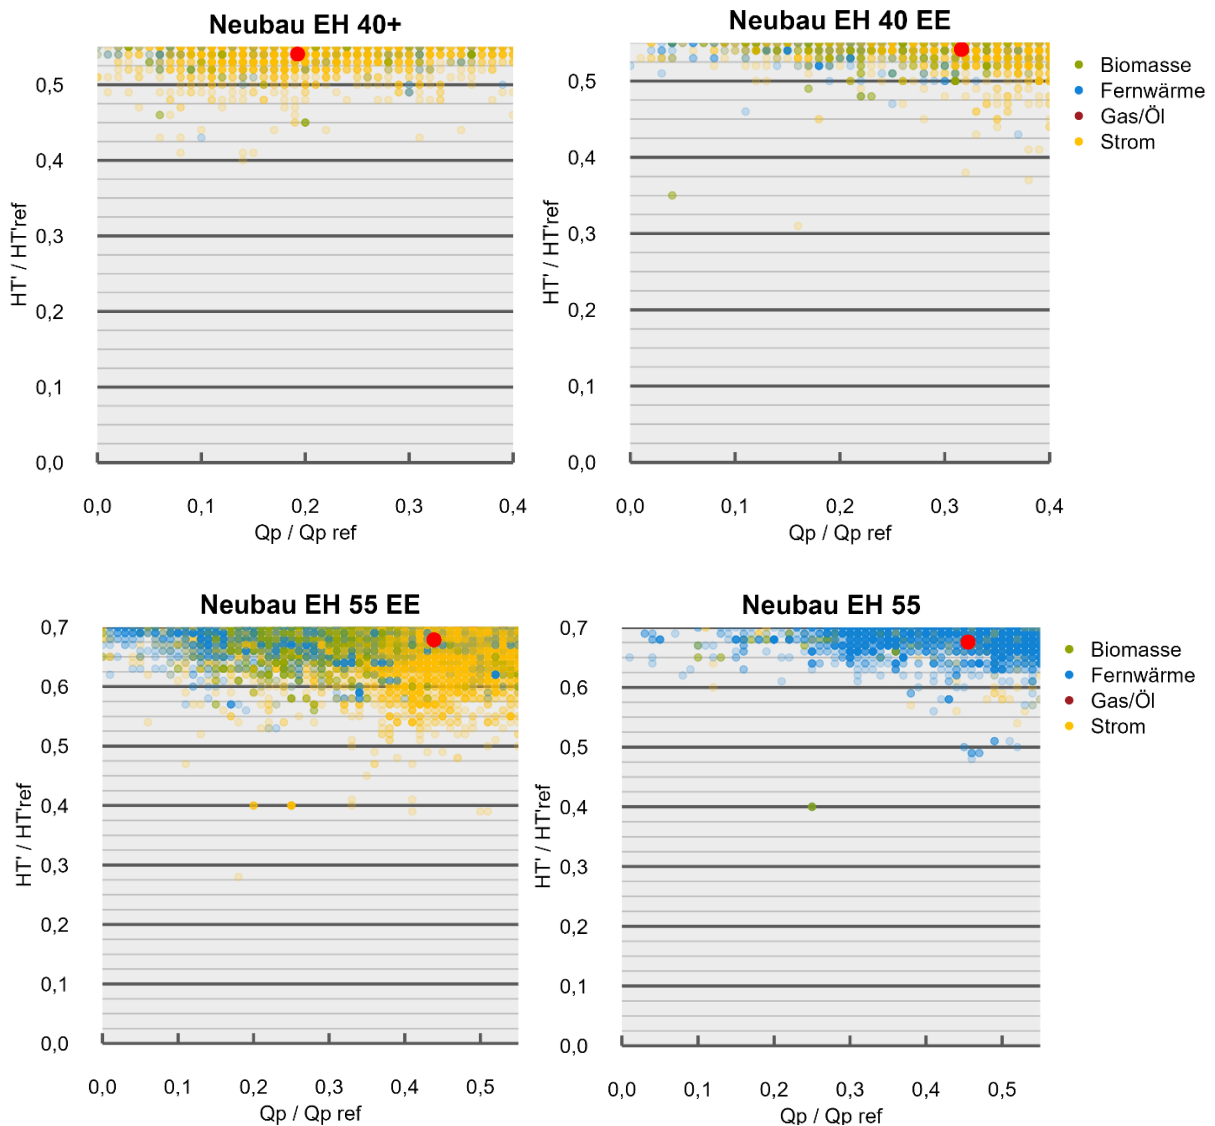 Neubau EH 40+
HT' / HT'ref
0,5
0,4
0,3
0,2
0,1
0,0
0,0 0,1 0,2 0,3 0,4
Qp / Qp ref
Neubau EH 40 EE
HT' / HT'ref
0,5
0,4
0,3
0,2
0,1
0,0
0,0 0,1 0,2 0,3 0,4
Qp / Qp ref
Biomasse
Fernwärme
Gas/Öl
Strom
Neubau EH 55 EE
HT' / HT'ref
0,7
0,6
0,5
0,4
0,3
0,2
0,1
0,0
0,0 0,1 0,2 0,3 0,4 0,5
Qp / Qp ref
Neubau EH 55
HT' / HT'ref
0,7
0,6
0,5
0,4
0,3
0,2
0,1
0,0
0,0 0,1 0,2 0,3 0,4 0,5
Qp / Qp ref
Biomasse
Fernwärme
Gas/Öl
Strom